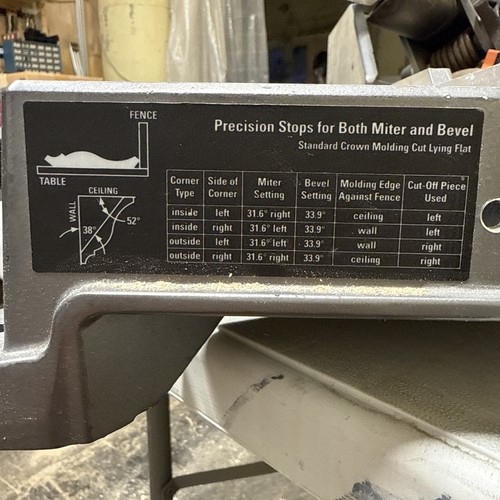 FENCE
TABLE
CEILING
WALL
52°
38°
Precision Stops for Both Miter and Bevel
Standard Crown Molding Cut Lying Flat
Corner Type Side of Corner Miter Setting Bevel Setting Molding Edge Against Fence Cut-Off Piece Used
inside left 31.6° right 33.9° ceiling left
inside right 31.6° left 33.9° wall left
outside left 31.6° left 33.9° wall right
outside right 31.6° right 33.9° ceiling right